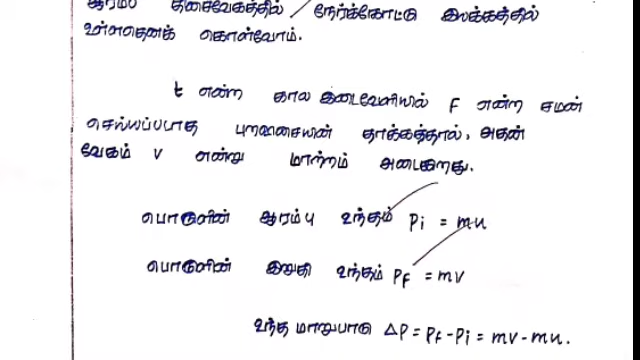 ஆரம்ப திசைவேகத்தில் நேர்க்கோட்டு இயக்கத்தில்
உள்ளதெனக் கொள்வோம்.
t என்ற கால இடைவெளியில் F என்ற சமன்
செய்யப்படாத புறவிசையின் தாக்கத்தால், அதன்
வேகம் v என்று மாற்றம் அடைகிறது.
பொருளின் ஆரம்ப உந்தம் Pi = mu
பொருளின் இறுதி உந்தம் Pf = mv
உந்த மாறுபாடு ΔP = Pf - Pi = mv - mu.